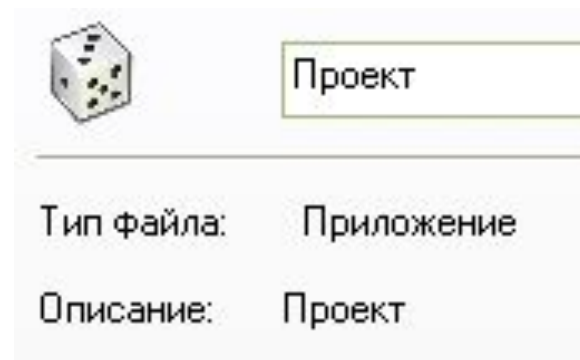 Проект
Тип файла: Приложение
Описание: Проект